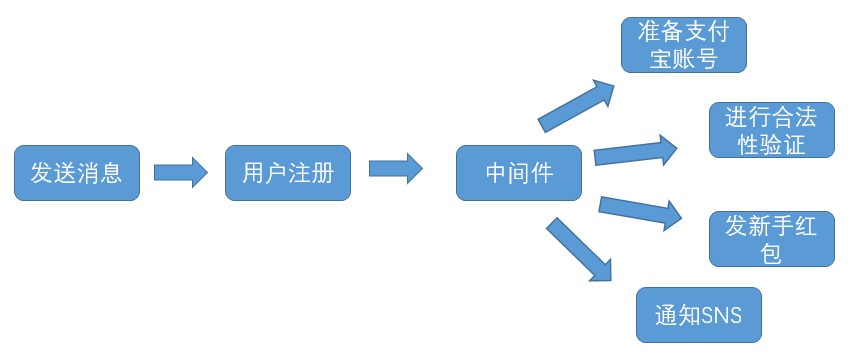 发送消息
用户注册
中间件
准备支付
宝账号
进行合法
性验证
发新手红
包
通知SNS